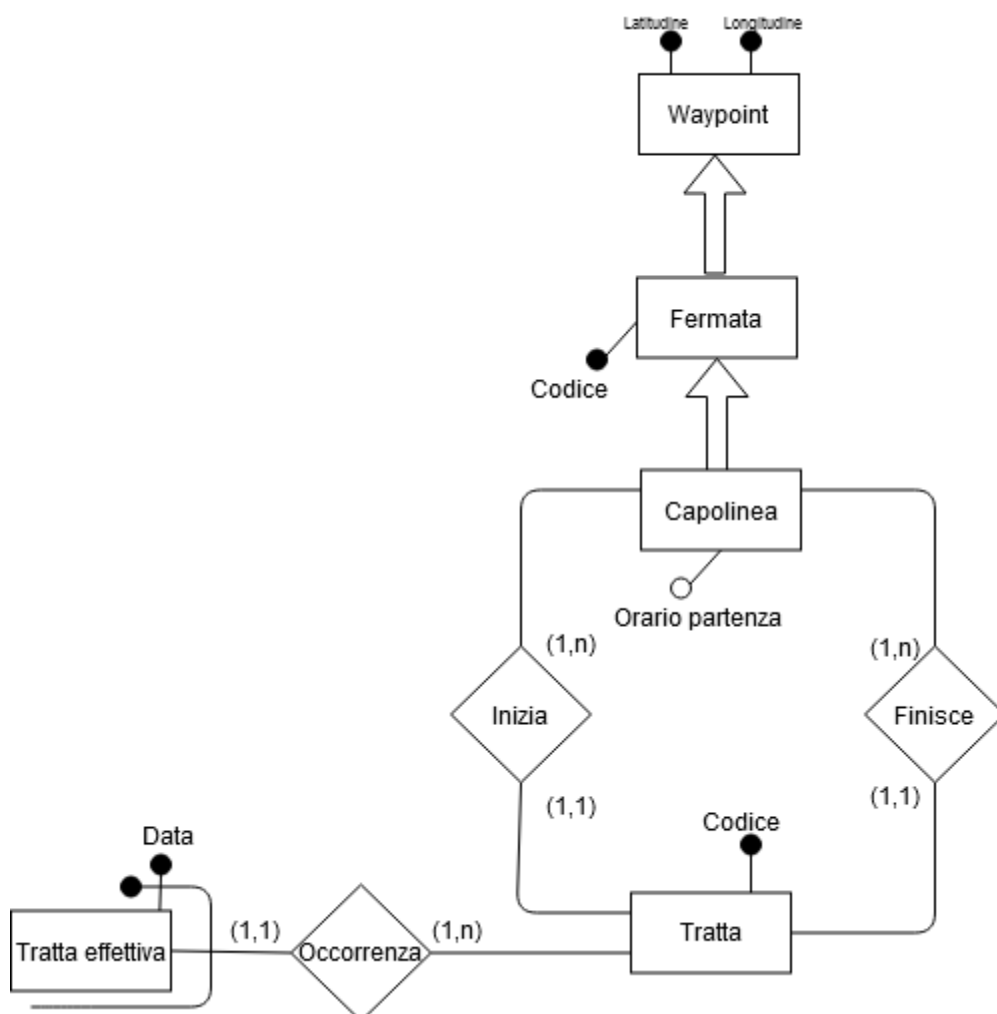 Latitudine Longitudine
Waypoint
Fermata
Codice
Capolinea
Orario partenza
(1,n) (1,n)
Inizia Finisce
(1,1) (1,1)
Codice
Data
(1,1) (1,n)
Tratta effettiva Occorrenza Tratta